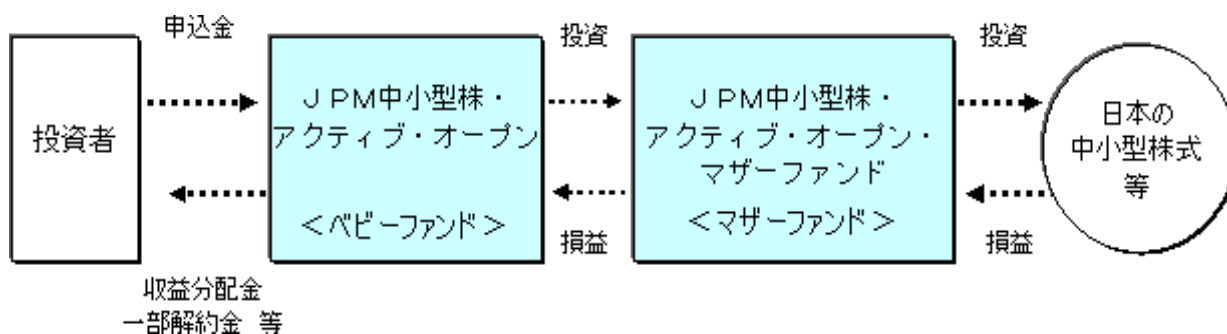 申込金
投資者
収益分配金
一部解約金 等
JPM中小型株・
アクティブ・オープン
<ベビーファンド>
投資
損益
JPM中小型株・
アクティブ・オープン・
マザーファンド
<マザーファンド>
投資
損益
日本の
中小型株式
等